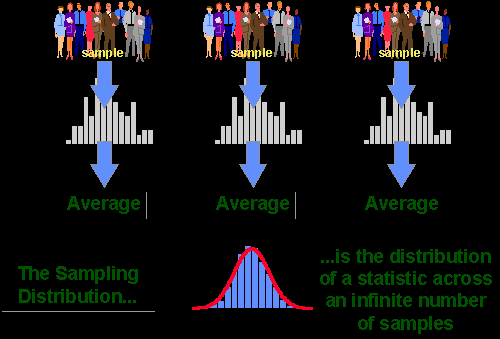 sample sample sample
Average Average Average
The Sampling
Distribution...
...is the distribution
of a statistic across
an infinite number
of samples